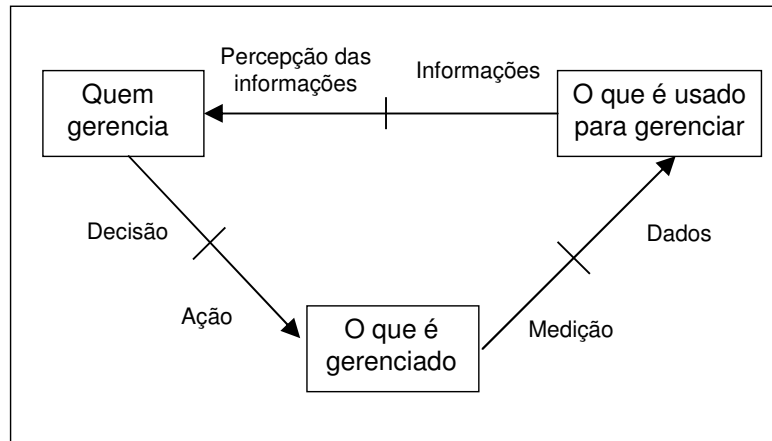 Percepção das
informações
Informações
Quem
gerencia
O que é usado
para gerenciar
Decisão
Dados
Ação
O que é
gerenciado
Medição